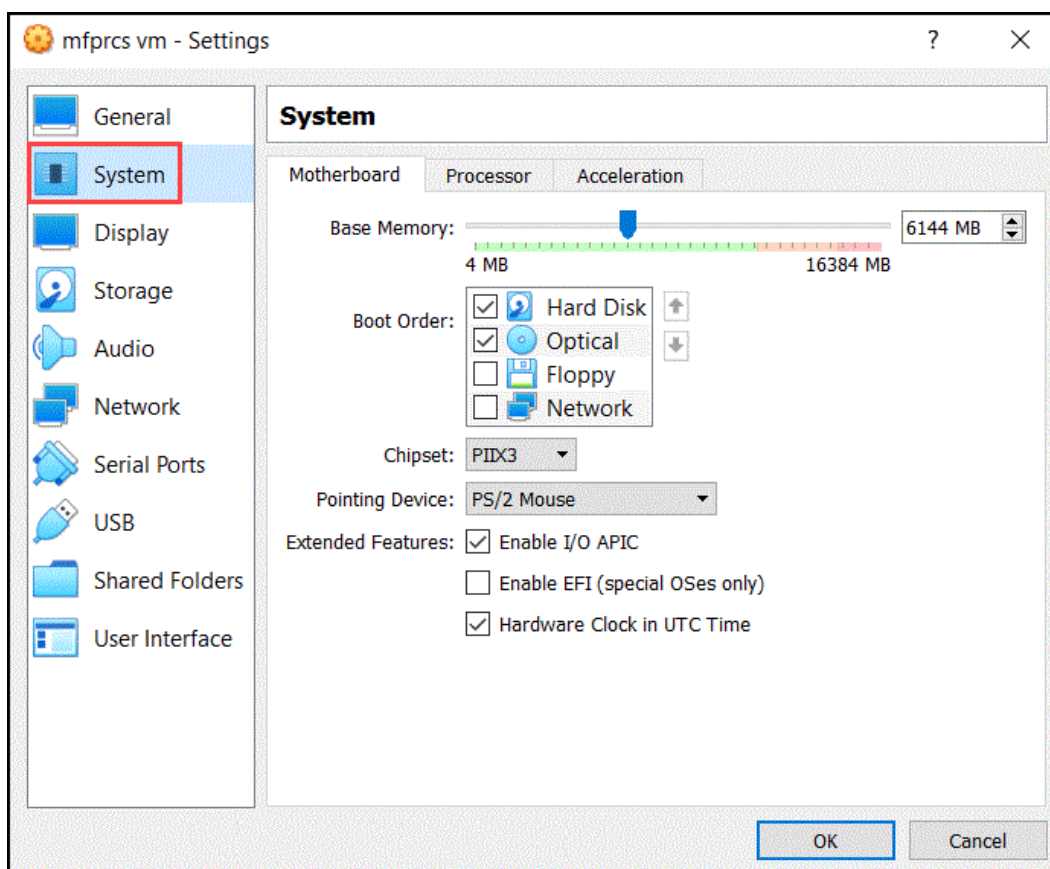 mfprcs vm - Settings ?
General
System
Display
Storage
Audio
Network
Serial Ports
USB
Shared Folders
User Interface
System
Motherboard Processor Acceleration
Base Memory: 6144 MB
4 MB 16384 MB
Boot Order: Hard Disk
Optical
Floppy
Network
Chipset: PIIX3
Pointing Device: PS/2 Mouse
Extended Features: Enable I/O APIC
Enable EFI (special OSes only)
Hardware Clock in UTC Time
OK Cancel